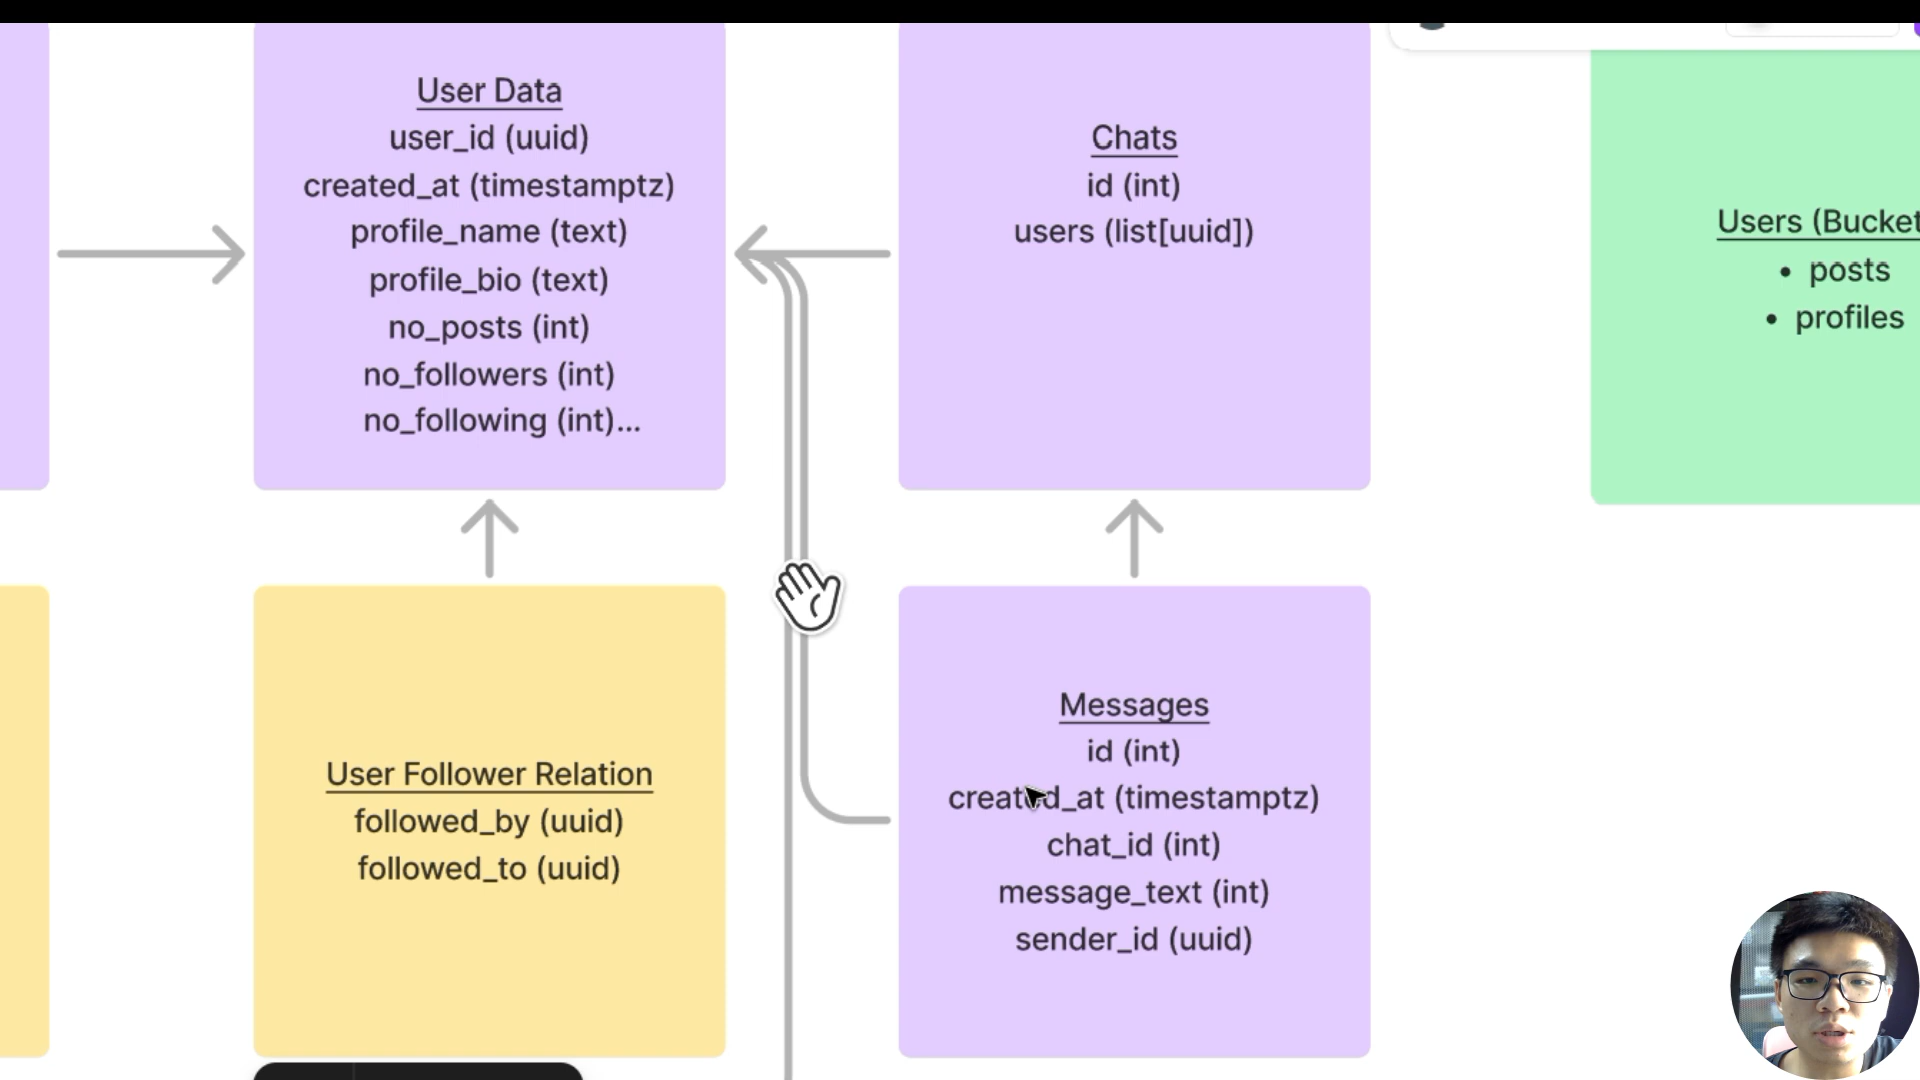 User Data
user_id (uuid)
created_at (timestamptz)
profile_name (text)
profile_bio (text)
no_posts (int)
no_followers (int)
no_following (int)...
Chats
id (int)
users (list[uuid])
Users (Bucket
• posts
• profiles
User Follower Relation
followed_by (uuid)
followed_to (uuid)
Messages
id (int)
created_at (timestamptz)
chat_id (int)
message_text (int)
sender_id (uuid)